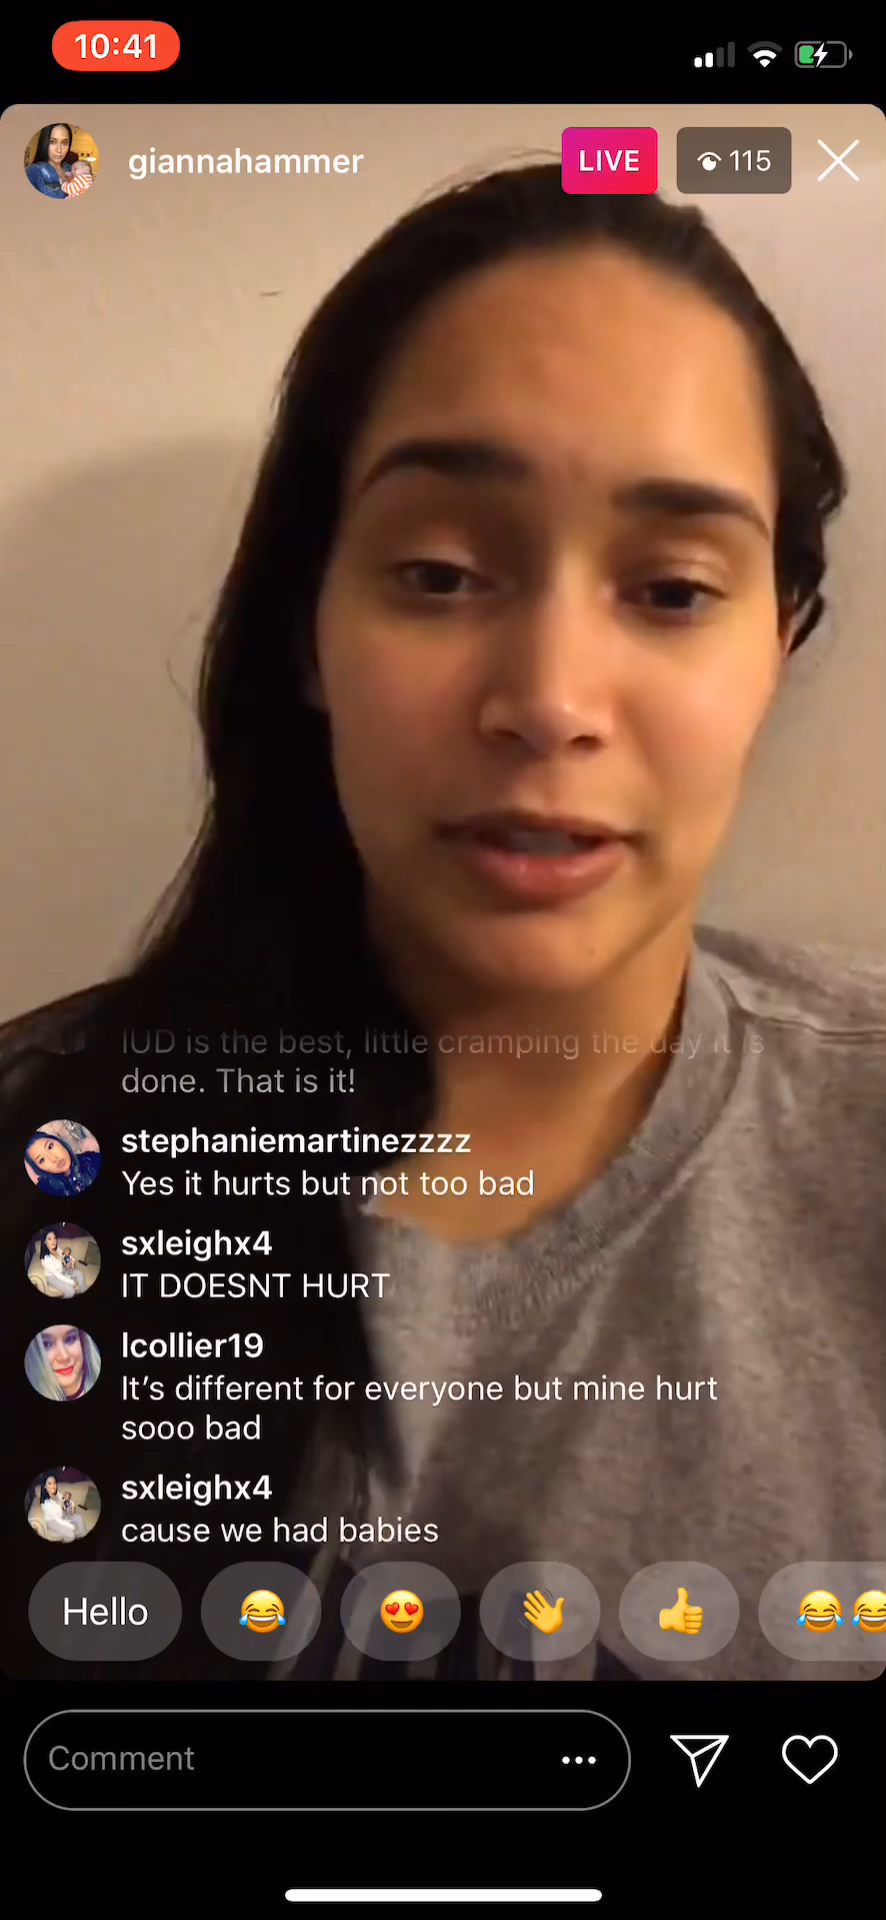 10:41
giannahammer
LIVE
115
IUD is the best, little cramping the day it is
done. That is it!
stephaniemartinezzzz
Yes it hurts but not too bad
sxleighx4
IT DOESNT HURT
lcollier19
It’s different for everyone but mine hurt
sooo bad
sxleighx4
cause we had babies
Hello
Comment